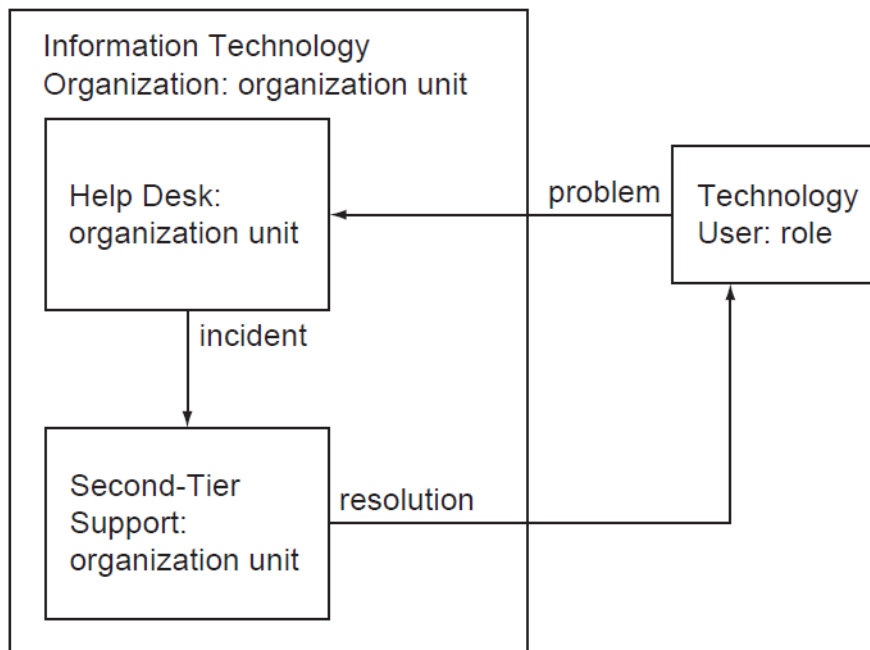 Information Technology
Organization: organization unit
Help Desk:
organization unit
problem
Technology
User: role
incident
Second-Tier
Support:
organization unit
resolution